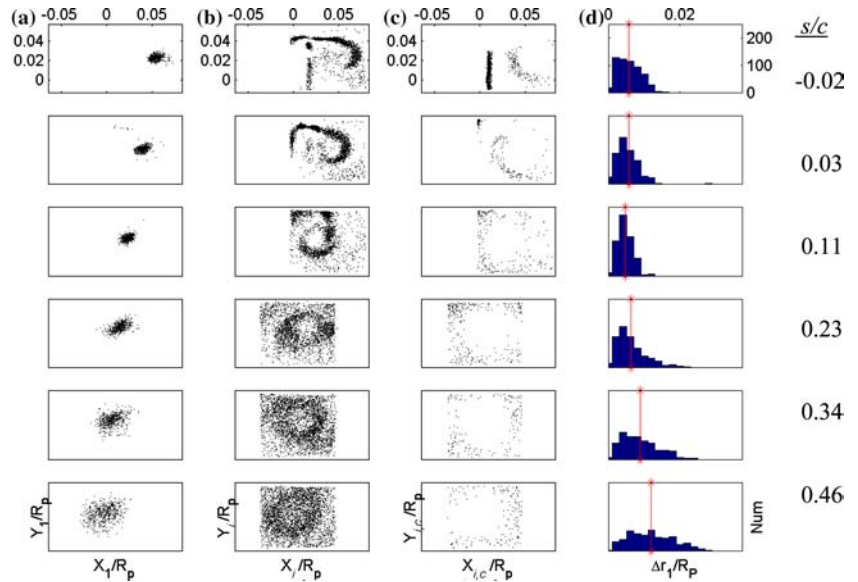 (a) -0.05 0 0.05 (b) -0.05 0 0.05 (c) -0.05 0 0.05 (d) 0 0.02 s/c
0.04 0.04 0.04 200
0.02 0.02 0.02 100
0 0 0 0
-0.02
0.03
0.11
0.23
0.34
0.46
Y1/Rp Yi/Rp Yi,c/Rp Num
X1/Rp Xi/Rp Xi,c/Rp Δr1/RP